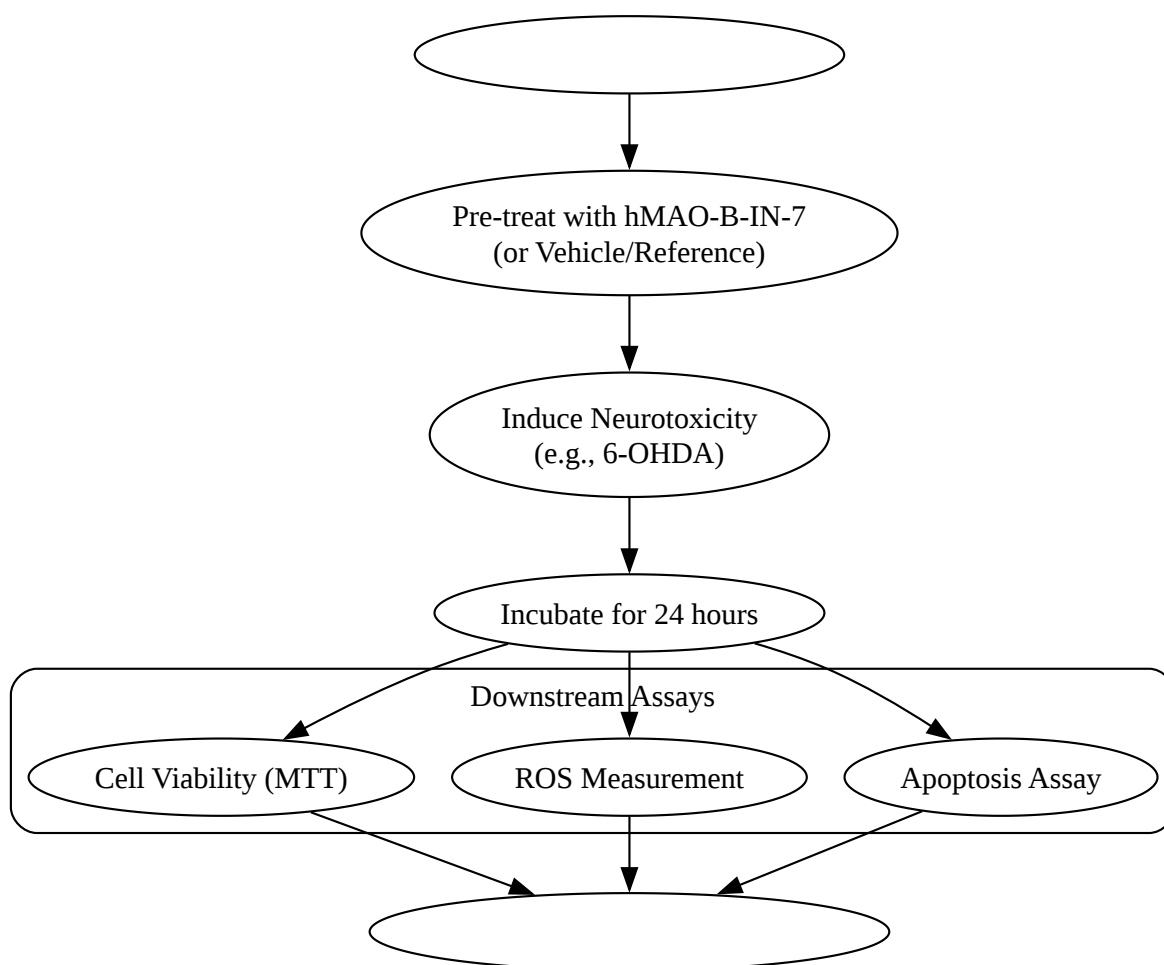 Pre-treat with hMAO-B-IN-7
(or Vehicle/Reference)
Induce Neurotoxicity
(e.g., 6-OHDA)
Incubate for 24 hours
Downstream Assays
Cell Viability (MTT)
ROS Measurement
Apoptosis Assay